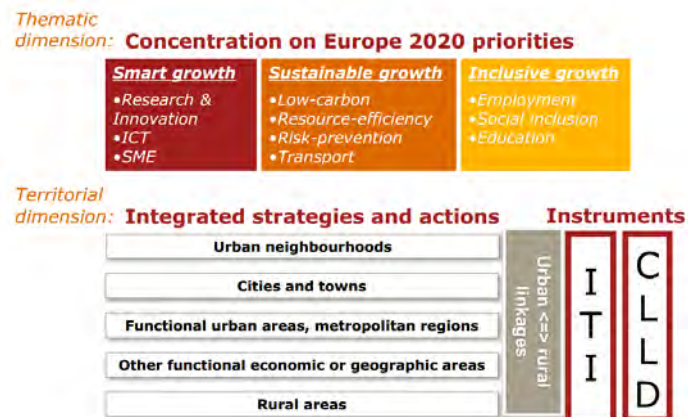 Thematic
dimension: Concentration on Europe 2020 priorities
Smart growth
•Research &
Innovation
•ICT
•SME
Sustainable growth
•Low-carbon
•Resource-efficiency
•Risk-prevention
•Transport
Inclusive growth
•Employment
•Social inclusion
•Education
Territorial
dimension: Integrated strategies and actions
Instruments
Urban neighbourhoods
Cities and towns
Functional urban areas, metropolitan regions
Other functional economic or geographic areas
Rural areas
Urban <=> rural
linkages
ITI
CLLD